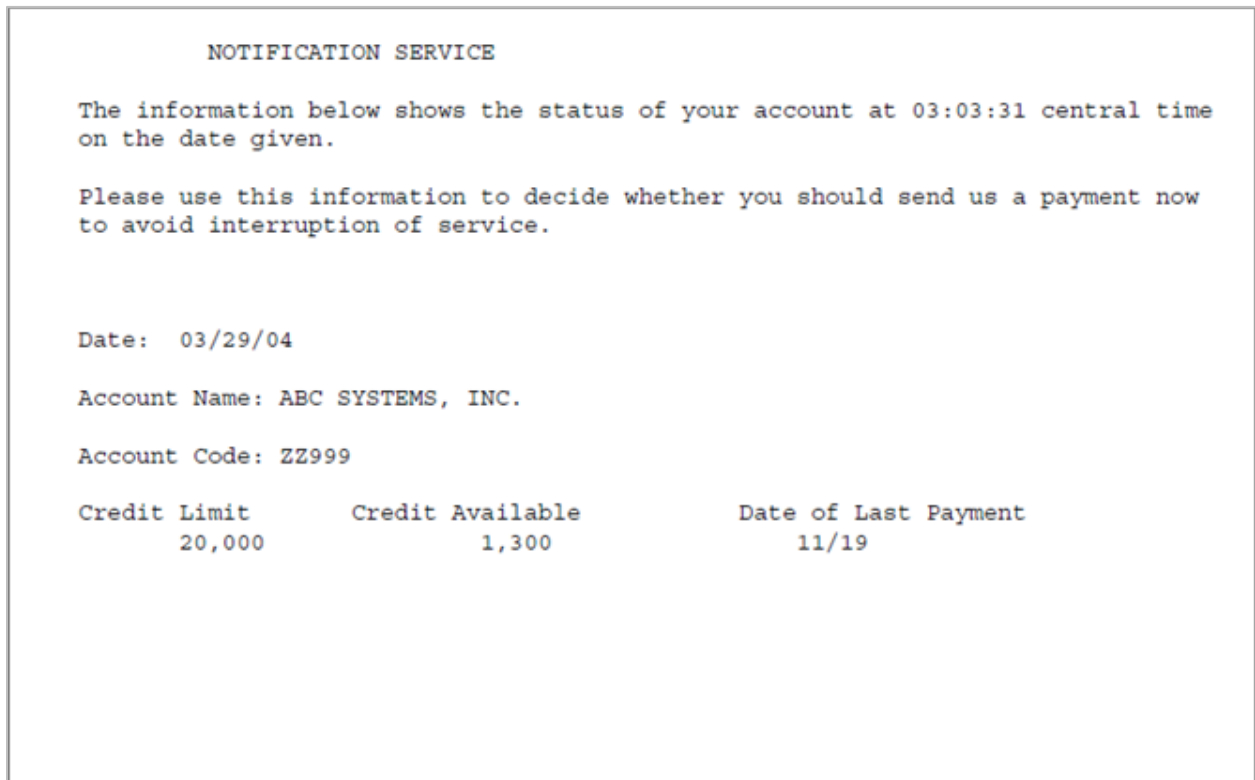 NOTIFICATION SERVICE
The information below shows the status of your account at 03:03:31 central time
on the date given.
Please use this information to decide whether you should send us a payment now
to avoid interruption of service.
Date: 03/29/04
Account Name: ABC SYSTEMS, INC.
Account Code: ZZ999
Credit Limit Credit Available Date of Last Payment
20,000 1,300 11/19